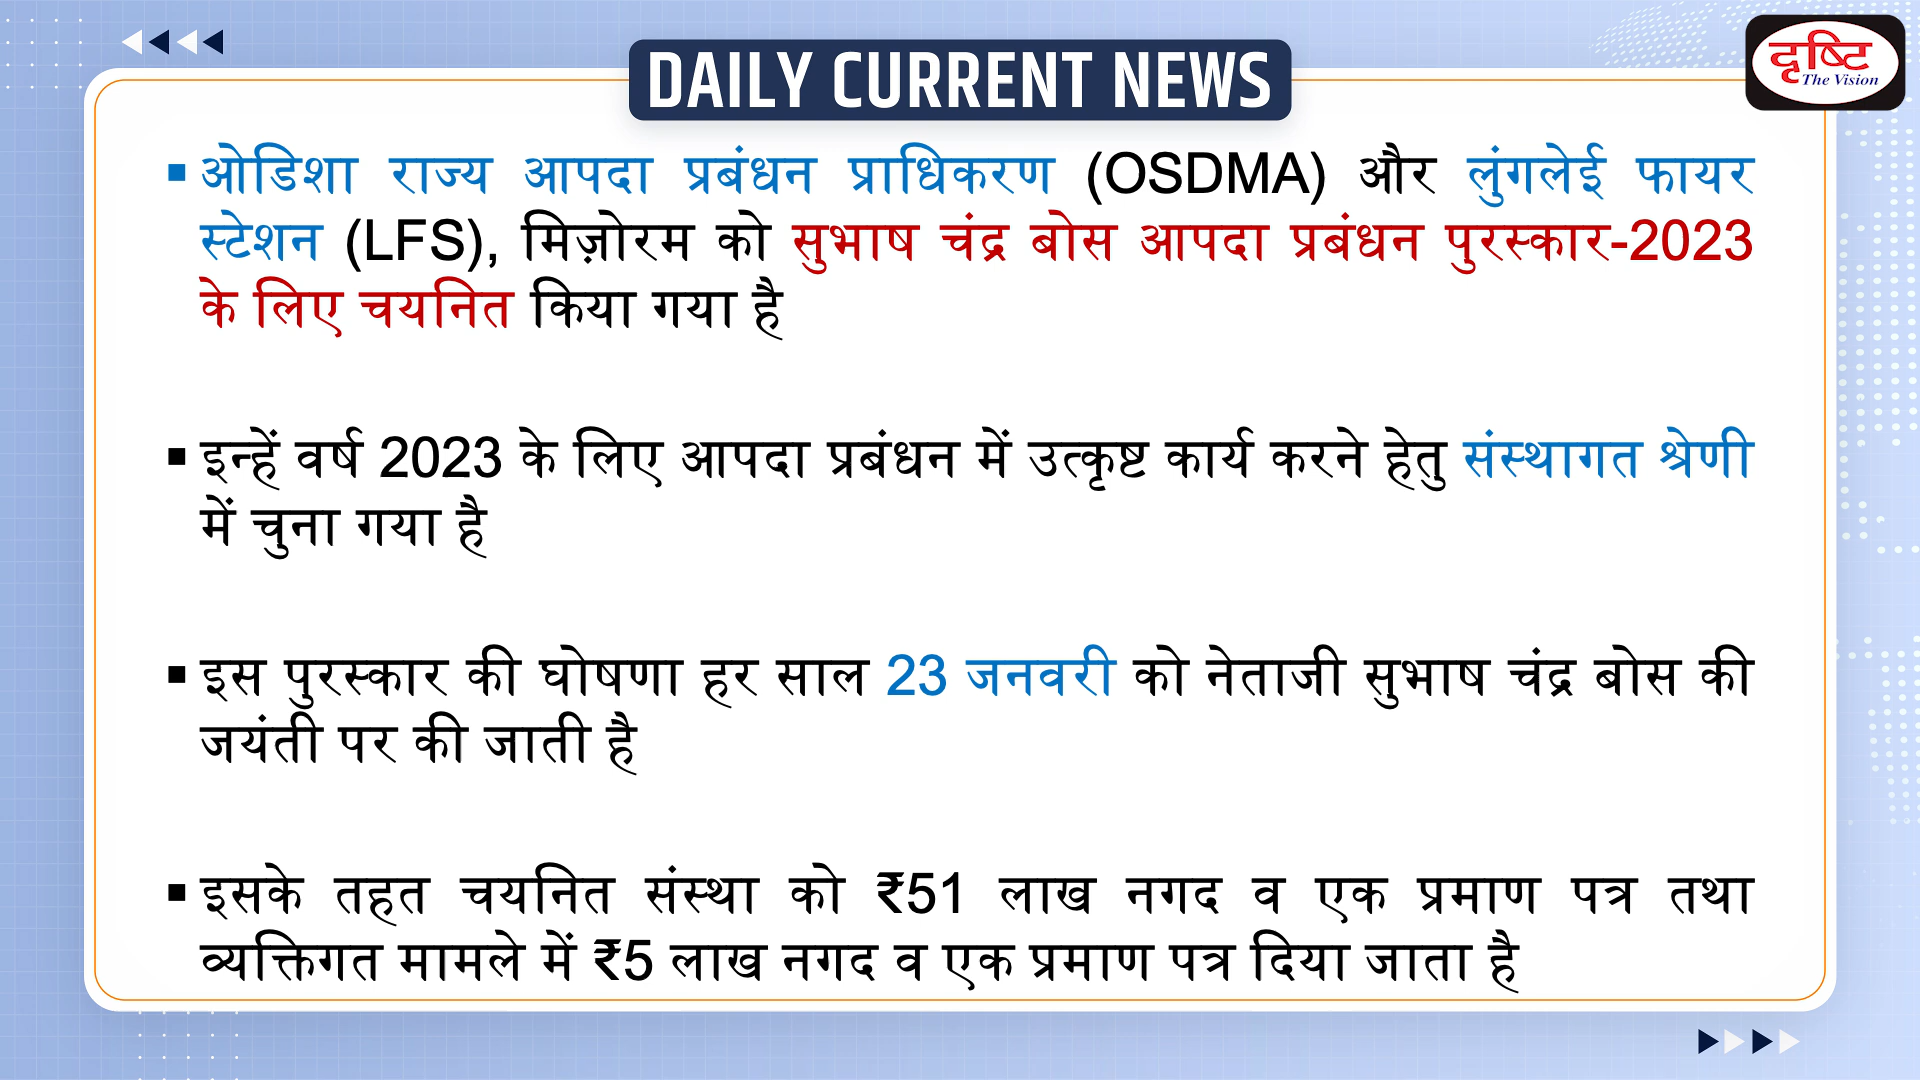 DAILY CURRENT NEWS
दृष्टि
The Vision
▪ ओडिशा राज्य आपदा प्रबंधन प्राधिकरण (OSDMA) और लुंगलेई फायर
स्टेशन (LFS), मिज़ोरम को सुभाष चंद्र बोस आपदा प्रबंधन पुरस्कार-2023
के लिए चयनित किया गया है
▪ इन्हें वर्ष 2023 के लिए आपदा प्रबंधन में उत्कृष्ट कार्य करने हेतु संस्थागत श्रेणी
में चुना गया है
▪ इस पुरस्कार की घोषणा हर साल 23 जनवरी को नेताजी सुभाष चंद्र बोस की
जयंती पर की जाती है
▪ इसके तहत चयनित संस्था को ₹51 लाख नगद व एक प्रमाण पत्र तथा
व्यक्तिगत मामले में ₹5 लाख नगद व एक प्रमाण पत्र दिया जाता है